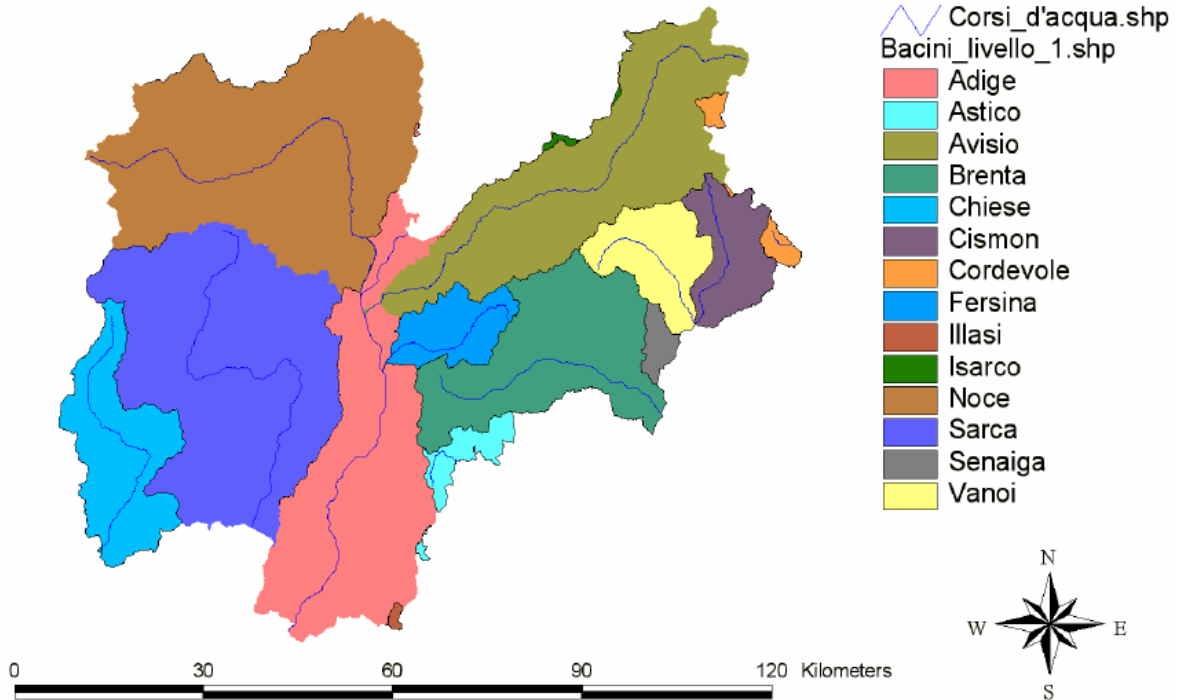 Corsi_d'acqua.shp
Bacini_livello_1.shp
Adige
Astico
Avisio
Brenta
Chiese
Cismon
Cordevole
Fersina
Illasi
Isarco
Noce
Sarca
Senaiga
Vanoi
N
W E
S
0 30 60 90 120 Kilometers